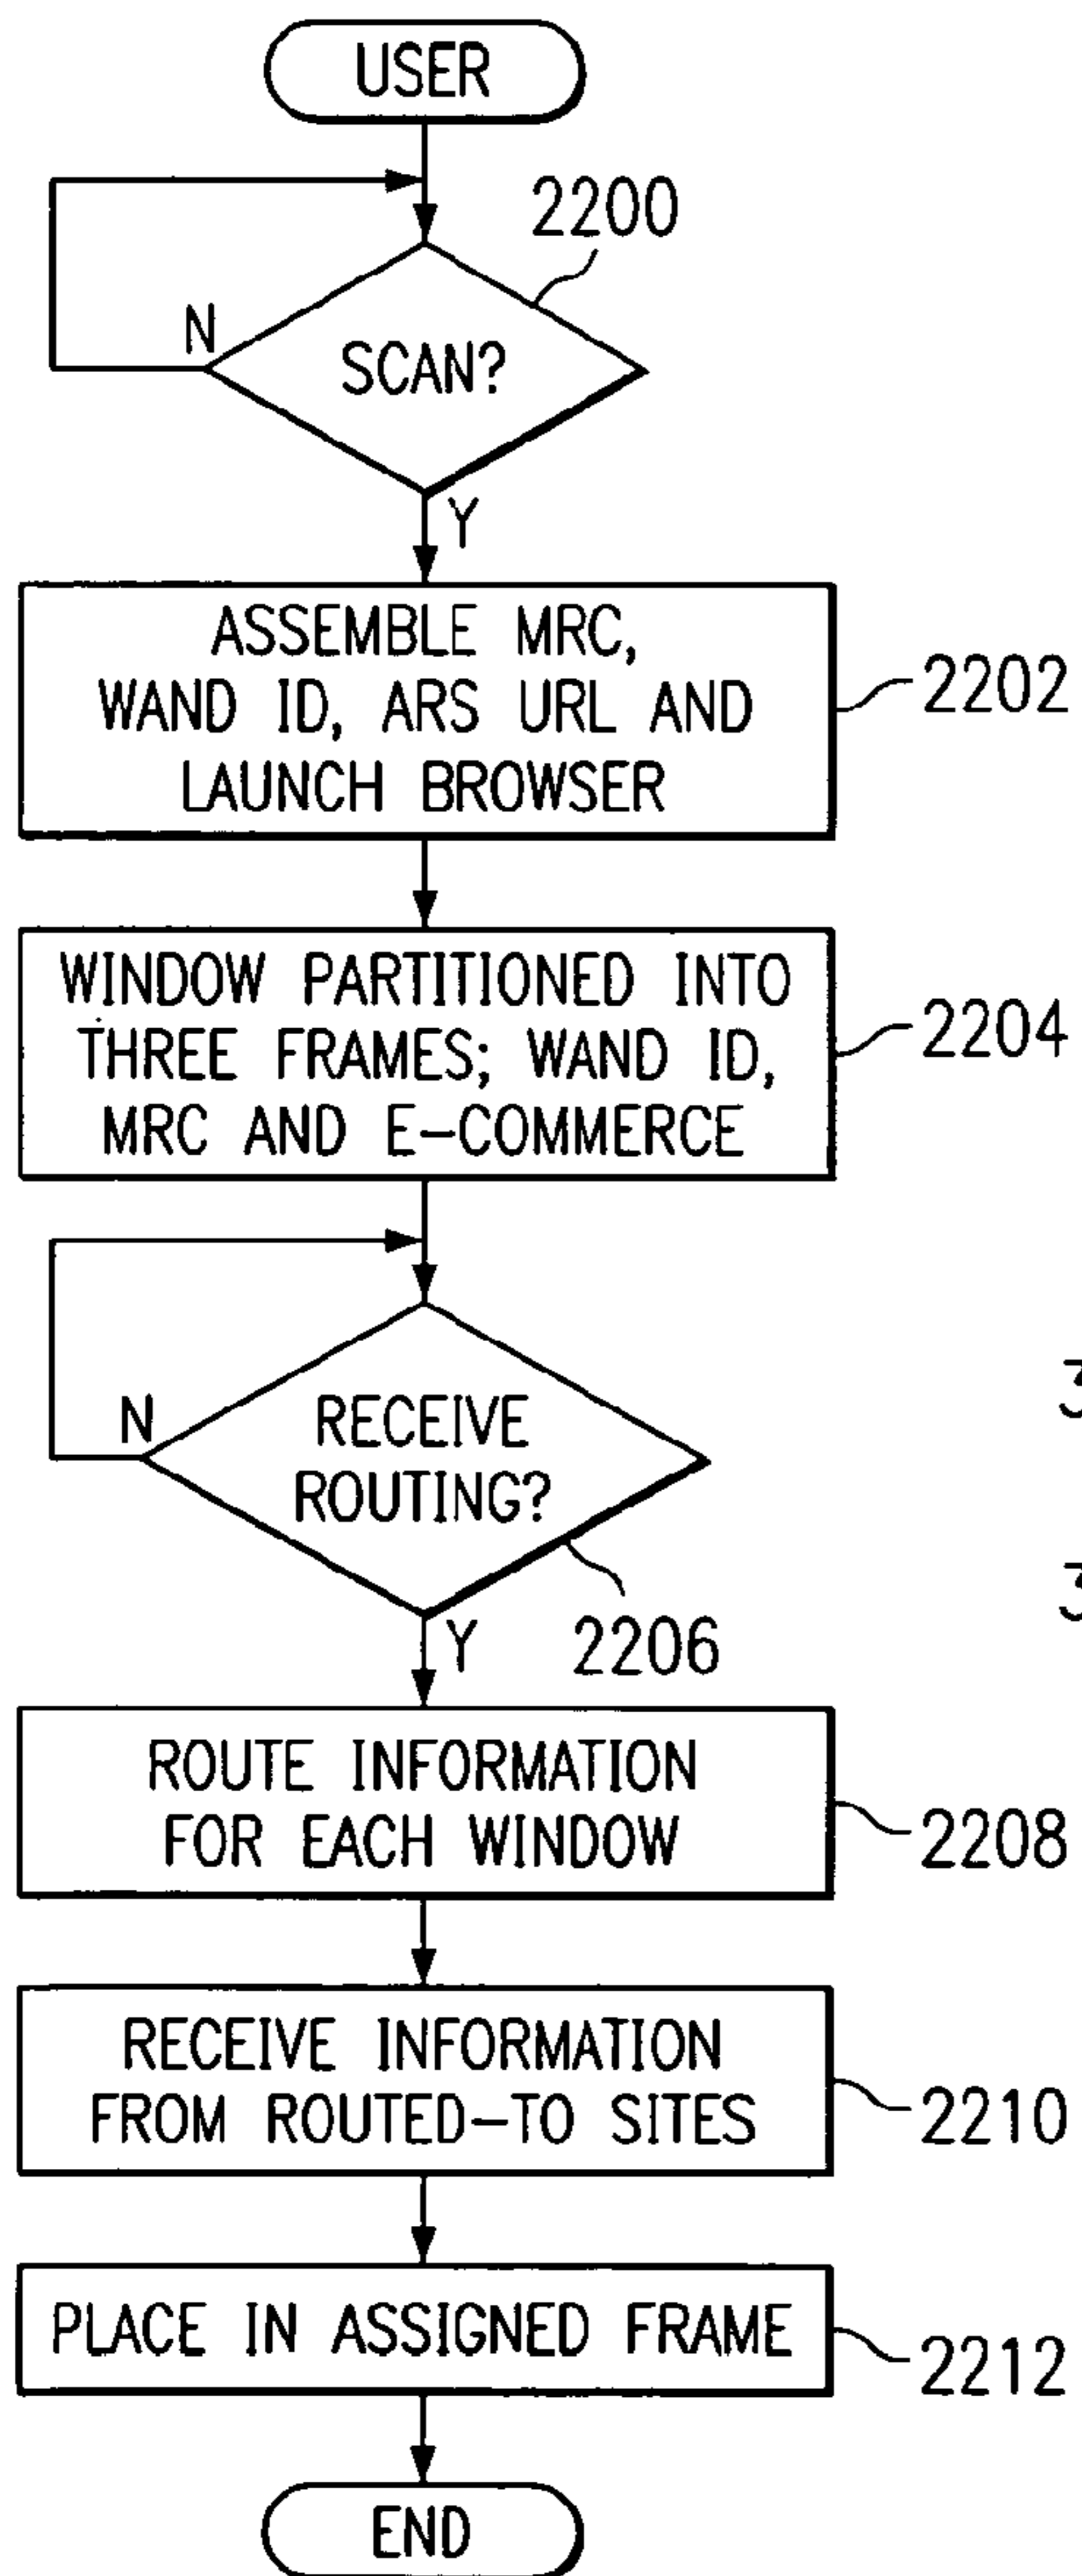 USER
2200
N
SCAN?
Y
ASSEMBLE MRC,
WAND ID, ARS URL AND
LAUNCH BROWSER
2202
WINDOW PARTITIONED INTO
THREE FRAMES; WAND ID,
MRC AND E-COMMERCE
2204
N
RECEIVE
ROUTING?
Y
2206
ROUTE INFORMATION
FOR EACH WINDOW
2208
RECEIVE INFORMATION
FROM ROUTED-TO SITES
2210
PLACE IN ASSIGNED FRAME
2212
END